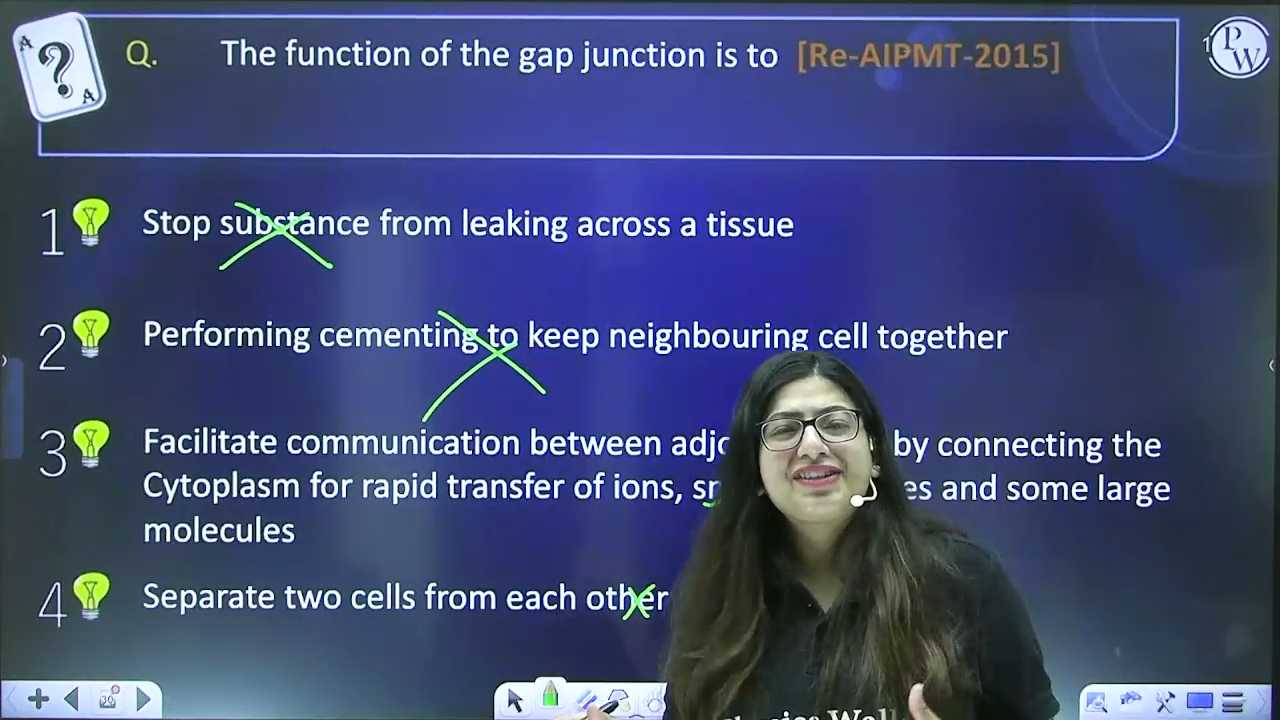 Q. The function of the gap junction is to [Re-AIPMT-2015]
PW
1 Stop substance from leaking across a tissue
2 Performing cementing to keep neighbouring cell together
3 Facilitate communication between by connecting the
Cytoplasm for rapid transfer of ions, and some large
molecules
4 Separate two cells from each other